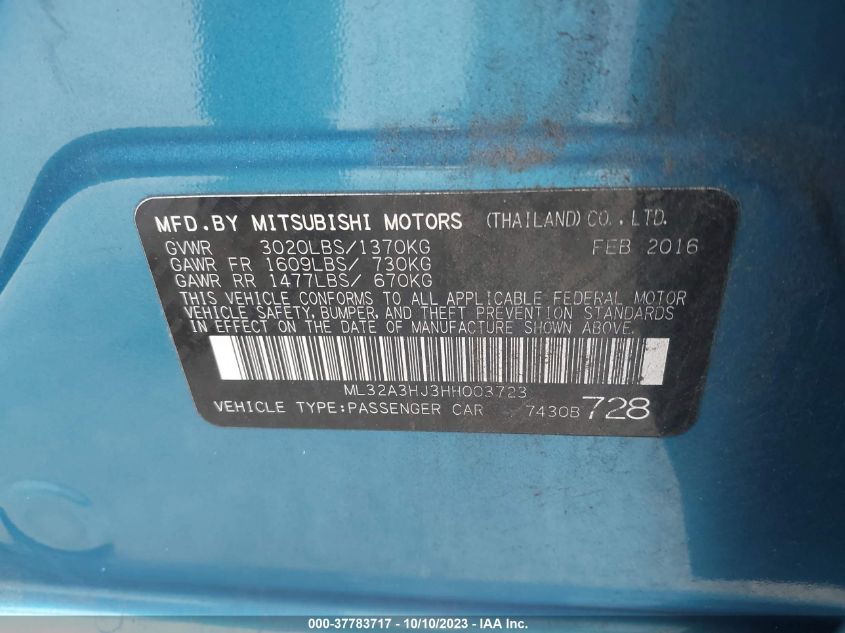 MFD.BY MITSUBISHI MOTORS (THAILAND) CO., LTD.
GVWR 3020LBS/1370KG FEB 2016
GAWR FR 1609LBS/ 730KG
GAWR RR 1477LBS/ 670KG
THIS VEHICLE CONFORMS TO ALL APPLICABLE FEDERAL MOTOR
VEHICLE SAFETY, BUMPER, AND THEFT PREVENTION STANDARDS
IN EFFECT ON THE DATE OF MANUFACTURE SHOWN ABOVE.
ML32A3HJ3HH003723
VEHICLE TYPE:PASSENGER CAR 7430B 728
000-37783717 - 10/10/2023 - IAA Inc.